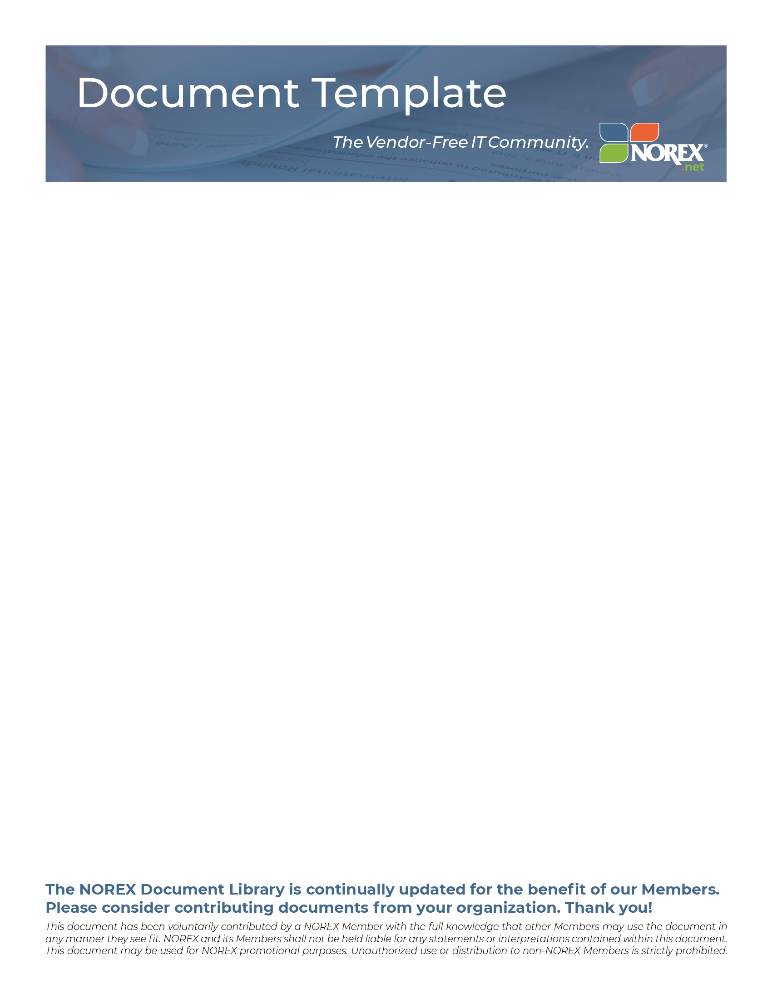 Document Template
The Vendor-Free IT Community.
NOREX®
.net
The NOREX Document Library is continually updated for the benefit of our Members.
Please consider contributing documents from your organization. Thank you!
This document has been voluntarily contributed by a NOREX Member with the full knowledge that other Members may use the document in
any manner they see fit. NOREX and its Members shall not be held liable for any statements or interpretations contained within this document.
This document may be used for NOREX promotional purposes. Unauthorized use or distribution to non-NOREX Members is strictly prohibited.